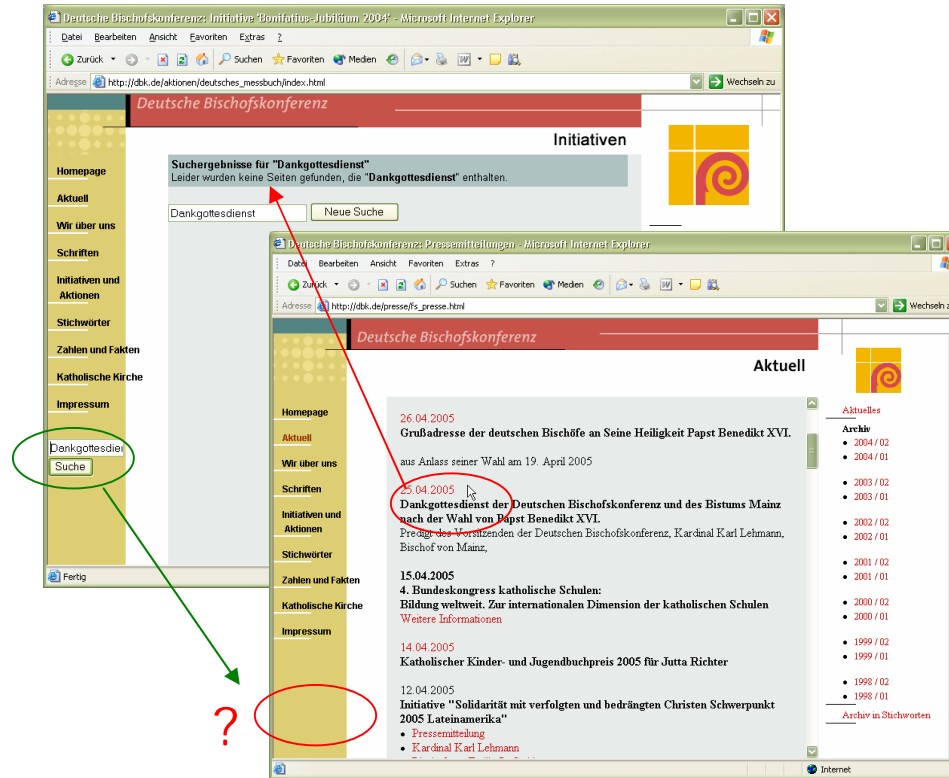 Deutsche Bischofskonferenz: Initiative 'Bonifatius-Jubiläum 2004' - Microsoft Internet Explorer
Datei Bearbeiten Ansicht Favoriten Extras ?
Zurück Suchen Favoriten Medien
Adresse http://dbk.de/aktionen/deutsches_messbuch/index.html Wechseln zu
Deutsche Bischofskonferenz
Initiativen
Homepage
Aktuell
Wir über uns
Schriften
Initiativen und
Aktionen
Stichwörter
Zahlen und Fakten
Katholische Kirche
Impressum
Dankgottesdier
Suche
Suchergebnisse für "Dankgottesdienst"
Leider wurden keine Seiten gefunden, die "Dankgottesdienst" enthalten.
Dankgottesdienst Neue Suche
Fertig
Deutsche Bischofskonferenz: Pressemitteilungen - Microsoft Internet Explorer
Datei Bearbeiten Ansicht Favoriten Extras ?
Zurück Suchen Favoriten Medien
Adresse http://dbk.de/presse/fs_presse.html Wechseln z
Deutsche Bischofskonferenz
Aktuell
Homepage
Aktuell
Wir über uns
Schriften
Initiativen und
Aktionen
Stichwörter
Zahlen und Fakten
Katholische Kirche
Impressum
26.04.2005
Grußadresse der deutschen Bischöfe an Seine Heiligkeit Papst Benedikt XVI.
aus Anlass seiner Wahl am 19. April 2005
25.04.2005
Dankgottesdienst der Deutschen Bischofskonferenz und des Bistums Mainz
nach der Wahl von Papst Benedikt XVI.
Predigt des Vorsitzenden der Deutschen Bischofskonferenz, Kardinal Karl Lehmann,
Bischof von Mainz,
15.04.2005
4. Bundeskongress katholische Schulen:
Bildung weltweit. Zur internationalen Dimension der katholischen Schulen
Weitere Informationen
14.04.2005
Katholischer Kinder- und Jugendbuchpreis 2005 für Jutta Richter
12.04.2005
Initiative "Solidarität mit verfolgten und bedrängten Christen Schwerpunkt
2005 Lateinamerika"
• Pressemitteilung
• Kardinal Karl Lehmann
Aktuelles
Archiv
• 2004 / 02
• 2004 / 01
• 2003 / 02
• 2003 / 01
• 2002 / 02
• 2002 / 01
• 2001 / 02
• 2001 / 01
• 2000 / 02
• 2000 / 01
• 1999 / 02
• 1999 / 01
• 1998 / 02
• 1998 / 01
Archiv in Stichworten
Internet
?